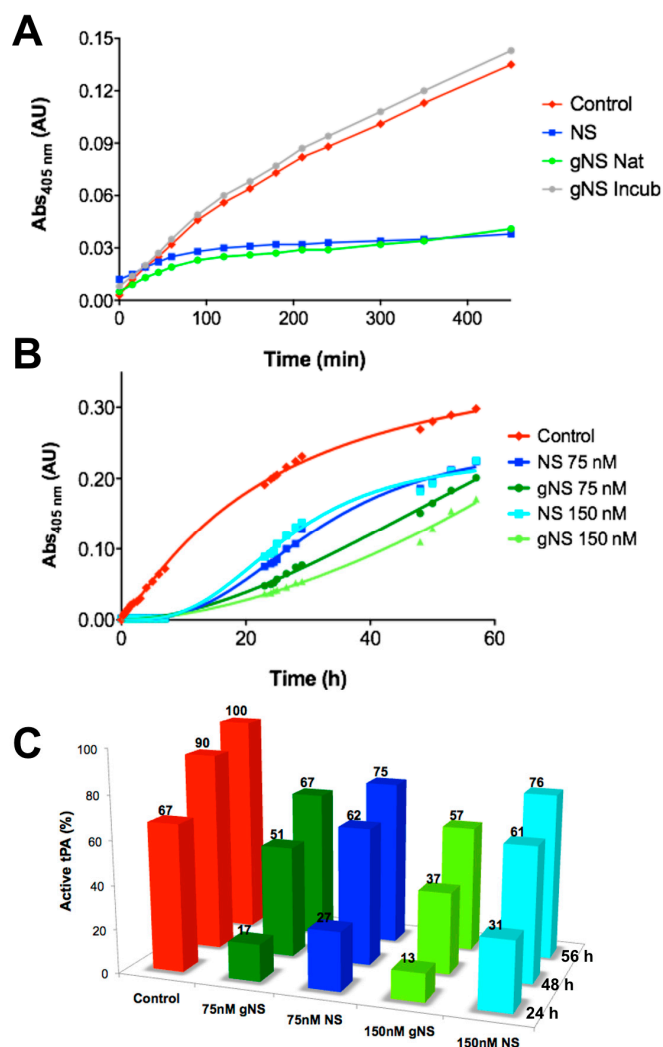 A
0.15
0.12
0.09
0.06
0.03
0.00
Abs405 nm (AU)
0
100
200
300
400
Time (min)
Control
NS
gNS Nat
gNS Incub
B
0.30
0.20
0.10
0.00
Abs405 nm (AU)
0
20
40
60
Time (h)
Control
NS 75 nM
gNS 75 nM
NS 150 nM
gNS 150 nM
C
100
80
60
40
20
0
Active tPA (%)
67
90
100
17
51
67
27
62
75
13
37
57
31
61
76
Control
75nM gNS
75nM NS
150nM gNS
150nM NS
24 h
48 h
56 h